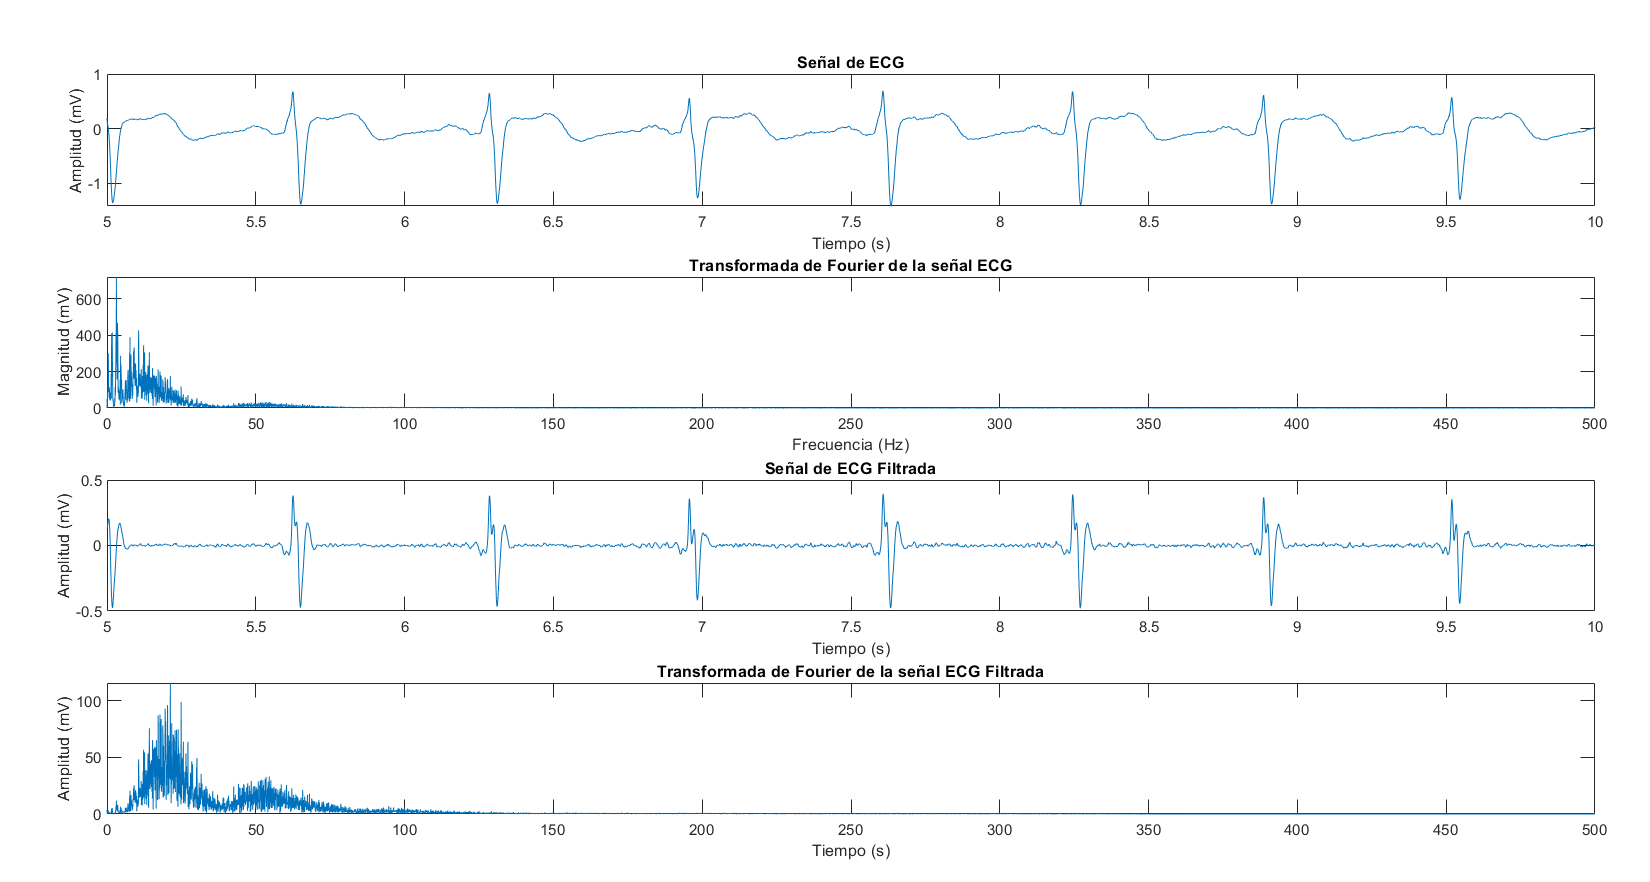 Señal de ECG
Amplitud (mV)
1
0
-1
5 5.5 6 6.5 7 7.5 8 8.5 9 9.5 10
Tiempo (s)
Transformada de Fourier de la señal ECG
Magnitud (mV)
600
400
200
0
0 50 100 150 200 250 300 350 400 450 500
Frecuencia (Hz)
Señal de ECG Filtrada
Amplitud (mV)
0.5
0
-0.5
5 5.5 6 6.5 7 7.5 8 8.5 9 9.5 10
Tiempo (s)
Transformada de Fourier de la señal ECG Filtrada
Amplitud (mV)
100
50
0
0 50 100 150 200 250 300 350 400 450 500
Tiempo (s)